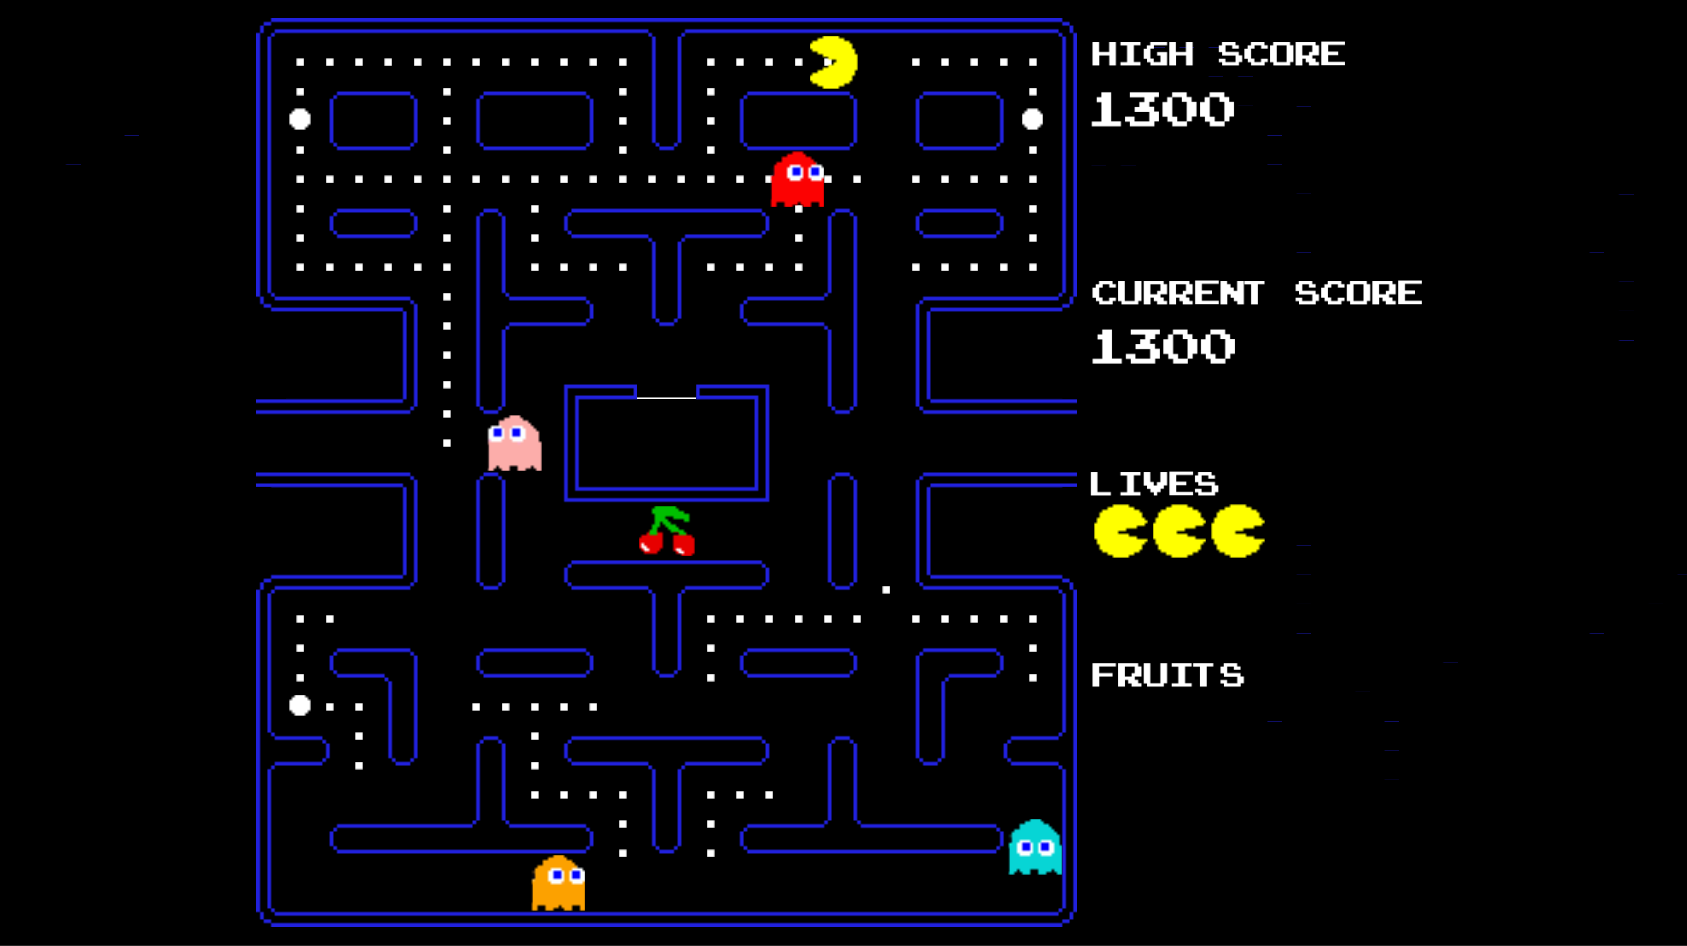 HIGH SCORE
1300
CURRENT SCORE
1300
LIVES
FRUITS